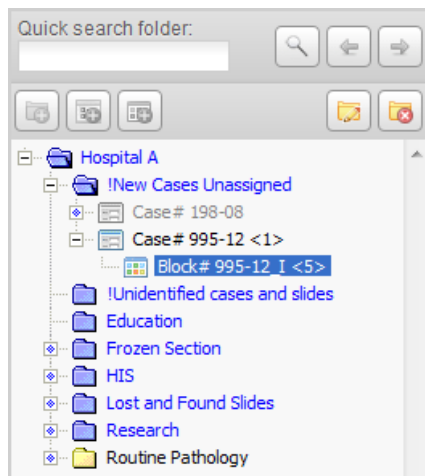 Quick search folder:
Hospital A
!New Cases Unassigned
Case# 198-08
Case# 995-12 <1>
Block# 995-12_I <5>
!Unidentified cases and slides
Education
Frozen Section
HIS
Lost and Found Slides
Research
Routine Pathology